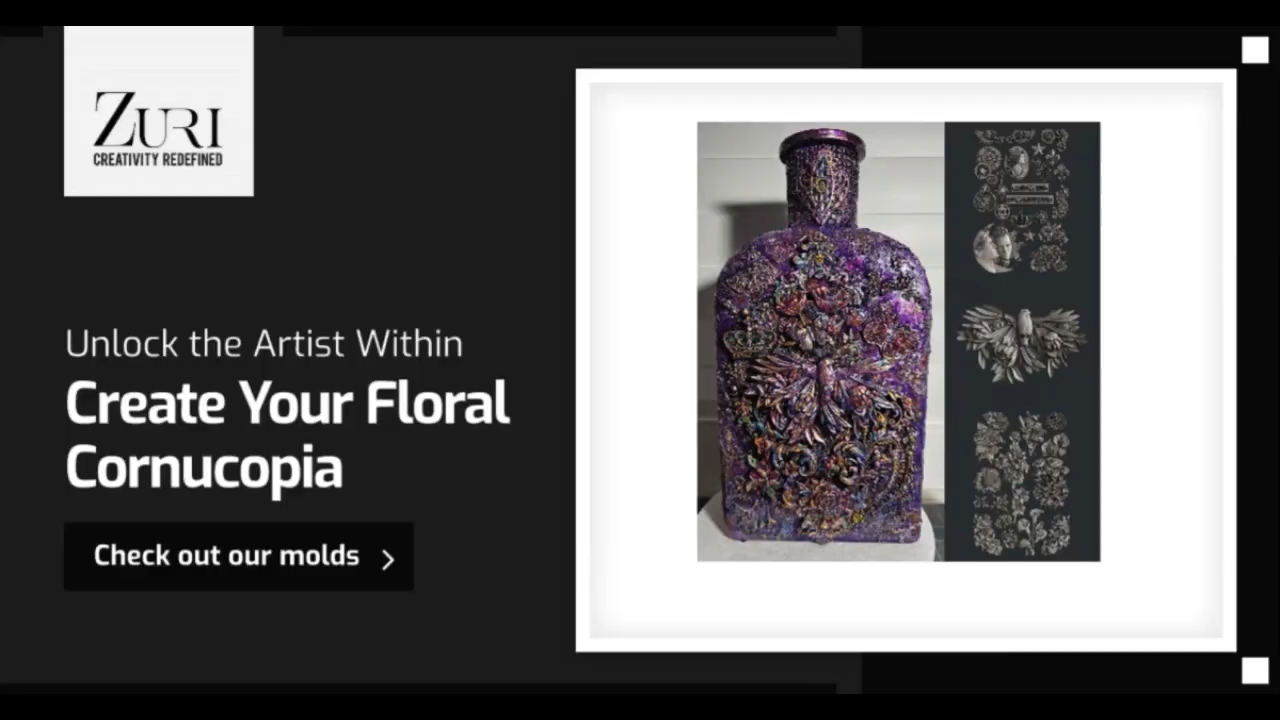 ZURI
CREATIVITY REDEFINED
Unlock the Artist Within
Create Your Floral
Cornucopia
Check out our molds